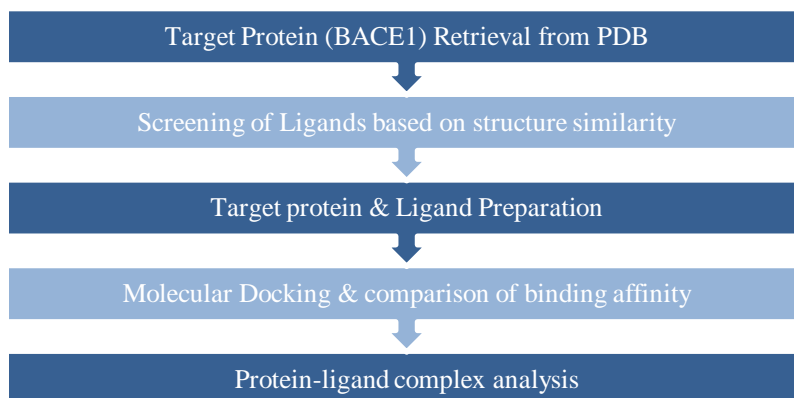 Target Protein (BACE1) Retrieval from PDB
Screening of Ligands based on structure similarity
Target protein & Ligand Preparation
Molecular Docking & comparison of binding affinity
Protein-ligand complex analysis